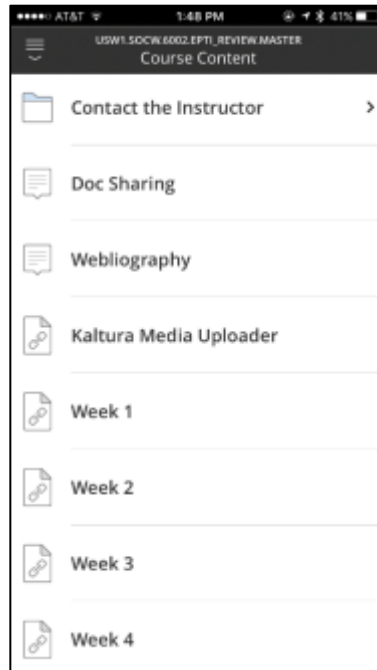 AT&T 1:48 PM 41%
USW1.SOCW.6002.EPTI_REVIEW.MASTER
Course Content
Contact the Instructor
Doc Sharing
Webliography
Kaltura Media Uploader
Week 1
Week 2
Week 3
Week 4